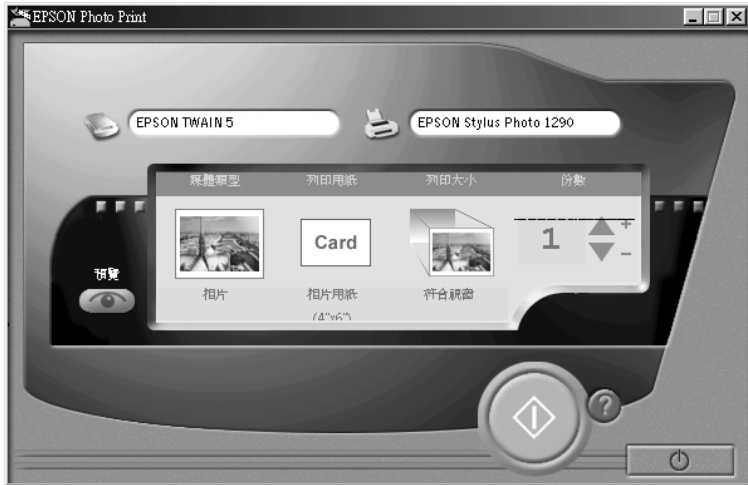 EPSON Photo Print
EPSON TWAIN 5
EPSON Stylus Photo 1290
媒體類型 列印用紙 列印大小 份數
Card
1
+
-
預覽
相片 相片用紙 符合視窗
(4"x6")
?